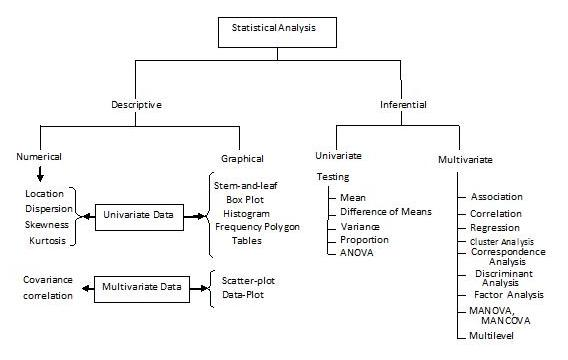 Statistical Analysis
Descriptive
Inferential
Numerical
Graphical
Univariate
Multivariate
Location
Dispersion
Skewness
Kurtosis
Univariate Data
Stem-and-leaf
Box Plot
Histogram
Frequency Polygon
Tables
Covariance
correlation
Multivariate Data
Scatter-plot
Data-Plot
Testing
Mean
Difference of Means
Variance
Proportion
ANOVA
Association
Correlation
Regression
Cluster Analysis
Correspondence
Analysis
Discriminant
Analysis
Factor Analysis
MANOVA,
MANCOVA
Multilevel